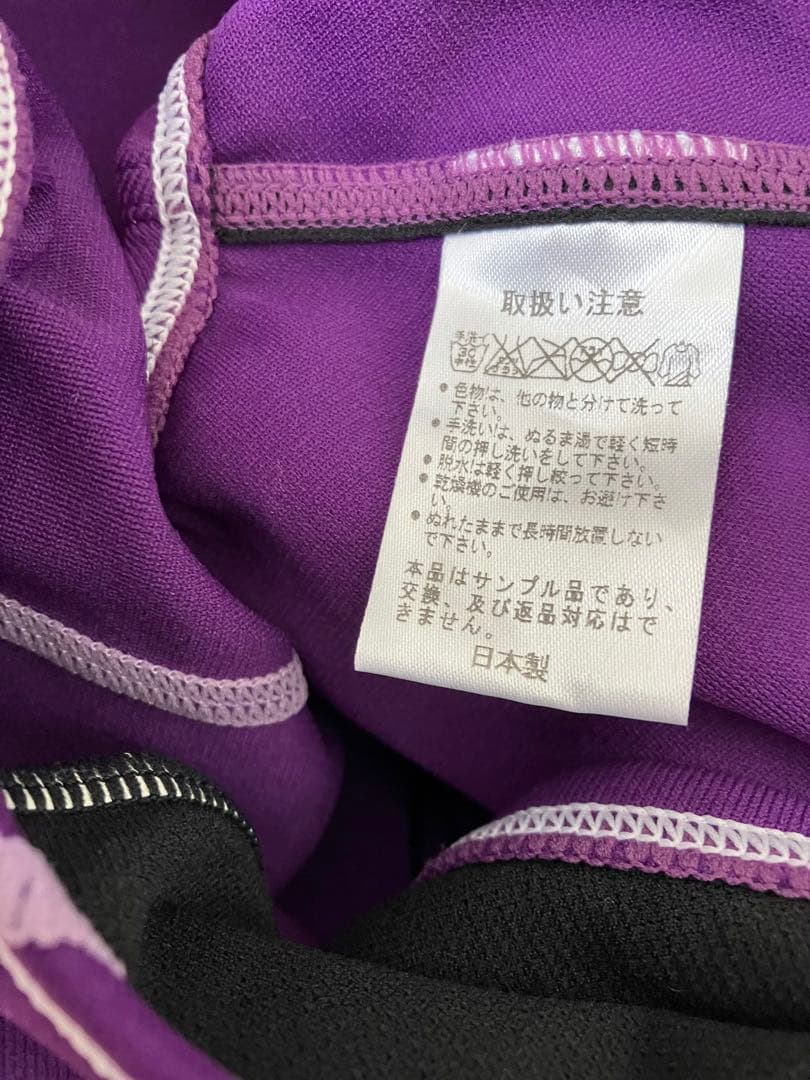 取扱い注意
手洗
30
中性
・色物は、他の物と分けて洗って
下さい。
・手洗いは、ぬるま湯で軽く短時
間の押し洗いをして下さい。
・脱水は軽く押し絞って下さい。
・乾燥機のご使用は、お避け下さ
い。
・ぬれたままで長時間放置しない
で下さい。
本品はサンプル品であり、
交換、及び返品対応はで
きません。
日本製